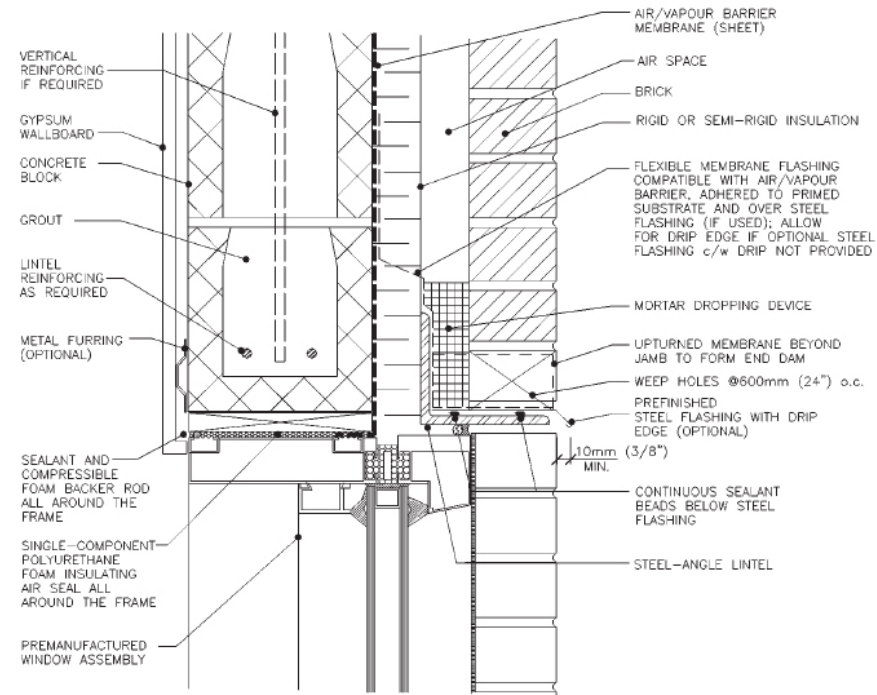 VERTICAL
REINFORCING
IF REQUIRED
GYPSUM
WALLBOARD
CONCRETE
BLOCK
GROUT
LINTEL
REINFORCING
AS REQUIRED
METAL FURRING
(OPTIONAL)
SEALANT AND
COMPRESSIBLE
FOAM BACKER ROD
ALL AROUND THE
FRAME
SINGLE-COMPONENT
POLYURETHANE
FOAM INSULATING
AIR SEAL ALL
AROUND THE FRAME
PREMANUFACTURED
WINDOW ASSEMBLY
AIR/VAPOUR BARRIER
MEMBRANE (SHEET)
AIR SPACE
BRICK
RIGID OR SEMI-RIGID INSULATION
FLEXIBLE MEMBRANE FLASHING
COMPATIBLE WITH AIR/VAPOUR
BARRIER, ADHERED TO PRIMED
SUBSTRATE AND OVER STEEL
FLASHING (IF USED); ALLOW
FOR DRIP EDGE IF OPTIONAL STEEL
FLASHING c/w DRIP NOT PROVIDED
MORTAR DROPPING DEVICE
UPTURNED MEMBRANE BEYOND
JAMB TO FORM END DAM
WEEP HOLES @600mm (24") o.c.
PREFINISHED
STEEL FLASHING WITH DRIP
EDGE (OPTIONAL)
10mm (3/8")
MIN.
CONTINUOUS SEALANT
BEADS BELOW STEEL
FLASHING
STEEL-ANGLE LINTEL